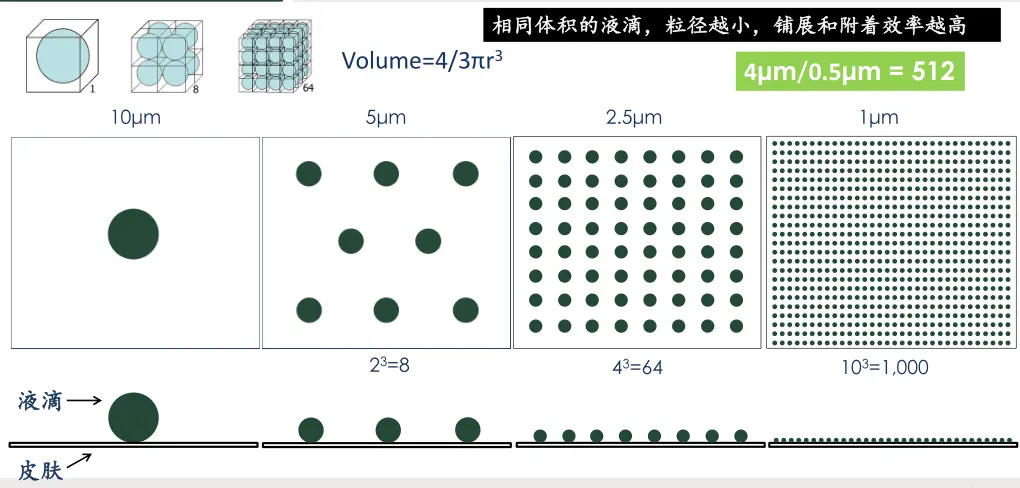 相同体积的液滴，粒径越小，铺展和附着效率越高
1
8
64
Volume=4/3πr³
4μm/0.5μm = 512
10μm
5μm
2.5μm
1μm
2³=8
4³=64
10³=1,000
液滴
皮肤